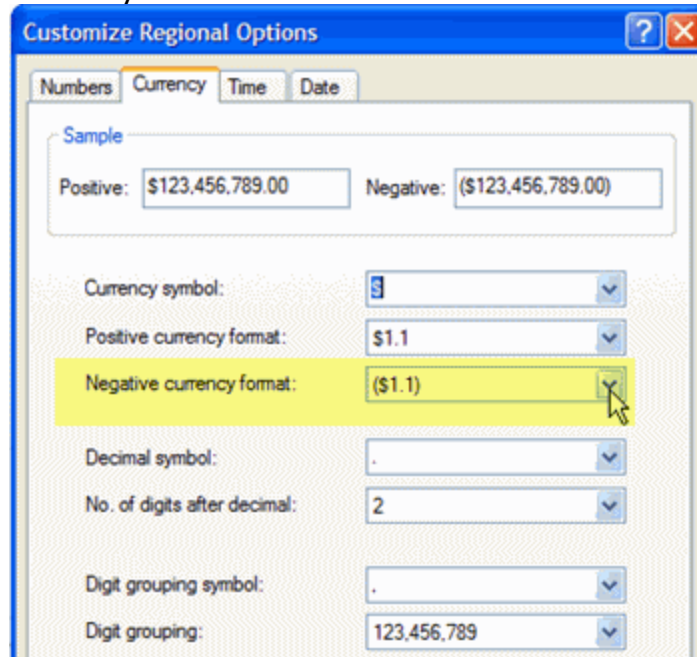 Customize Regional Options
Numbers Currency Time Date
Sample
Positive: $123,456,789.00 Negative: ($123,456,789.00)
Currency symbol: $
Positive currency format: $1.1
Negative currency format: ($1.1)
Decimal symbol: .
No. of digits after decimal: 2
Digit grouping symbol: ,
Digit grouping: 123,456,789